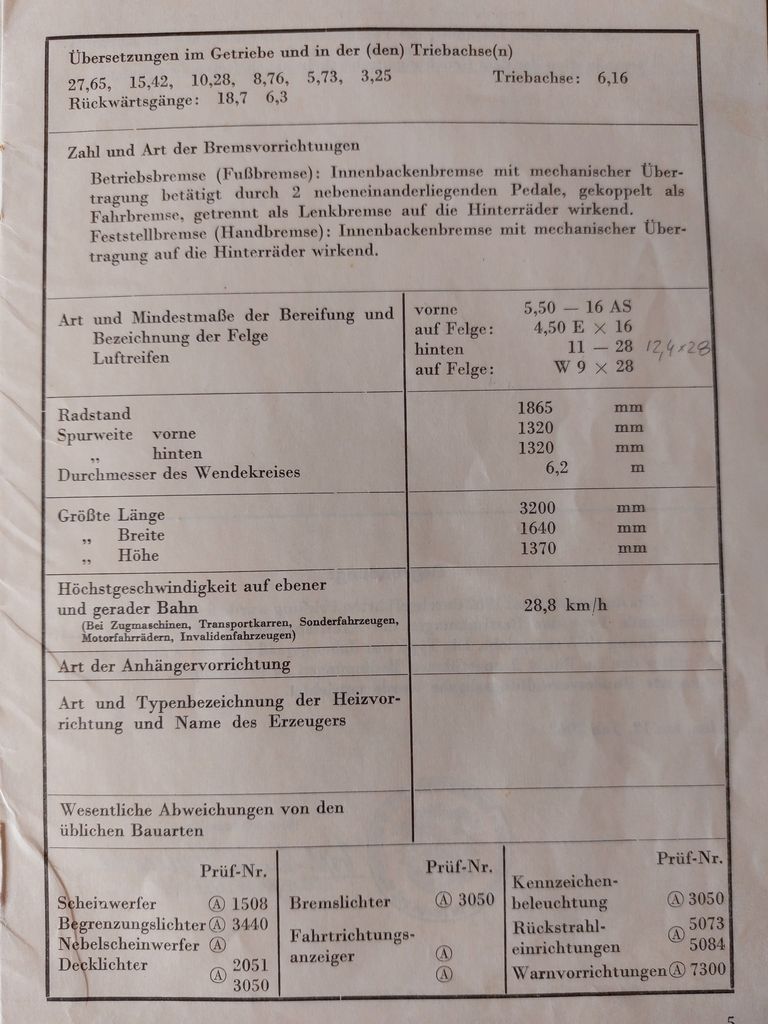 Übersetzungen im Getriebe und in der (den) Triebachse(n)
27,65, 15,42, 10,28, 8,76, 5,73, 3,25 Triebachse: 6,16
Rückwärtsgänge: 18,7 6,3
Zahl und Art der Bremsvorrichtungen
Betriebsbremse (Fußbremse): Innenbackenbremse mit mechanischer Über-
tragung betätigt durch 2 nebeneinanderliegenden Pedale, gekoppelt als
Fahrbremse, getrennt als Lenkbremse auf die Hinterräder wirkend.
Feststellbremse (Handbremse): Innenbackenbremse mit mechanischer Über-
tragung auf die Hinterräder wirkend.
Art und Mindestmaße der Bereifung und
Bezeichnung der Felge
Luftreifen
vorne 5,50 — 16 AS
auf Felge: 4,50 E × 16
hinten 11 — 28 12,4×28
auf Felge: W 9 × 28
Radstand 1865 mm
Spurweite vorne 1320 mm
„ hinten 1320 mm
Durchmesser des Wendekreises 6,2 m
Größte Länge 3200 mm
„ Breite 1640 mm
„ Höhe 1370 mm
Höchstgeschwindigkeit auf ebener
und gerader Bahn 28,8 km/h
(Bei Zugmaschinen, Transportkarren, Sonderfahrzeugen,
Motorfahrrädern, Invalidenfahrzeugen)
Art der Anhängervorrichtung
Art und Typenbezeichnung der Heizvor-
richtung und Name des Erzeugers
Wesentliche Abweichungen von den
üblichen Bauarten
Prüf-Nr.
Scheinwerfer Ⓐ 1508
Begrenzungslichter Ⓐ 3440
Nebelscheinwerfer Ⓐ
Decklichter Ⓐ 2051
3050
Prüf-Nr.
Bremslichter Ⓐ 3050
Fahrtrichtungs-
anzeiger Ⓐ
Ⓐ
Prüf-Nr.
Kennzeichen-
beleuchtung Ⓐ 3050
Rückstrahl- 5073
einrichtungen Ⓐ 5084
Warnvorrichtungen Ⓐ 7300
5